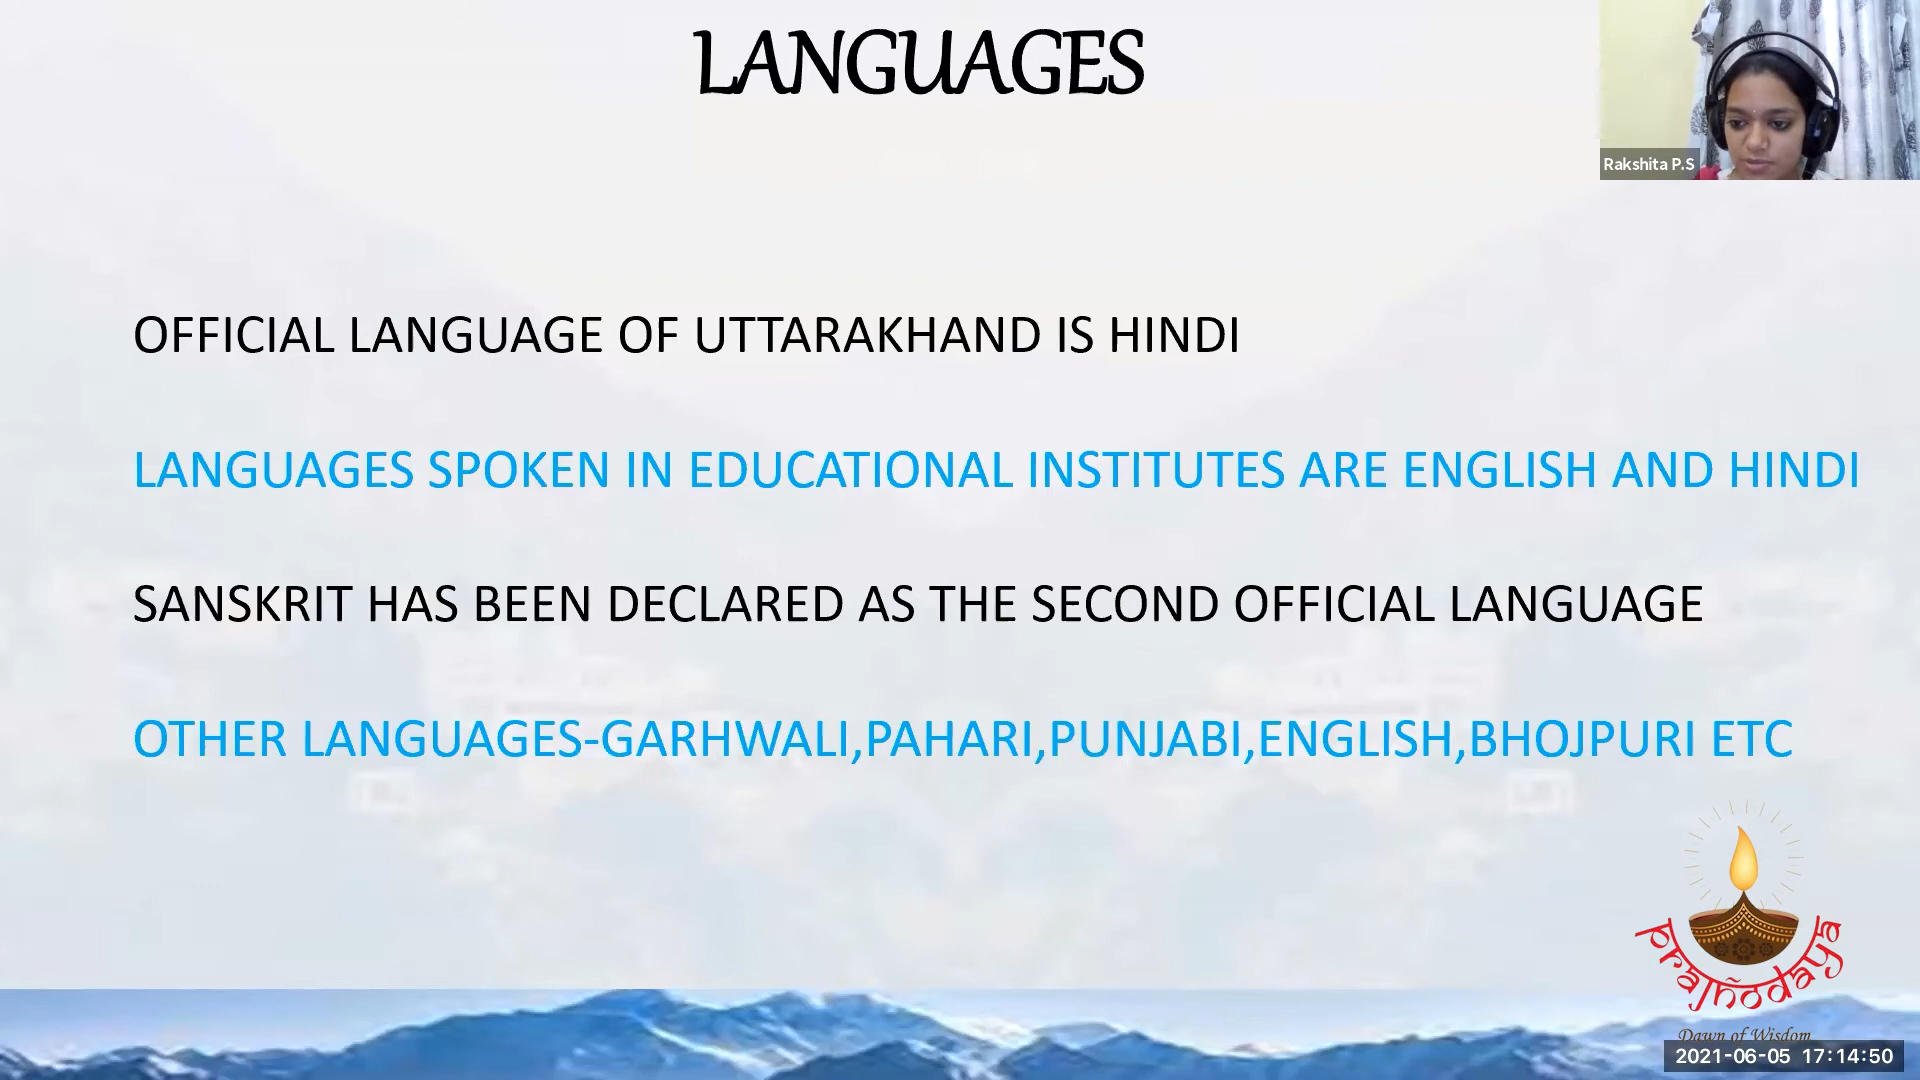 LANGUAGES
Rakshita P.S
OFFICIAL LANGUAGE OF UTTARAKHAND IS HINDI
LANGUAGES SPOKEN IN EDUCATIONAL INSTITUTES ARE ENGLISH AND HINDI
SANSKRIT HAS BEEN DECLARED AS THE SECOND OFFICIAL LANGUAGE
OTHER LANGUAGES-GARHWALI,PAHARI,PUNJABI,ENGLISH,BHOJPURI ETC
prajñodaya
Dawn of Wisdom
2021-06-05 17:14:50